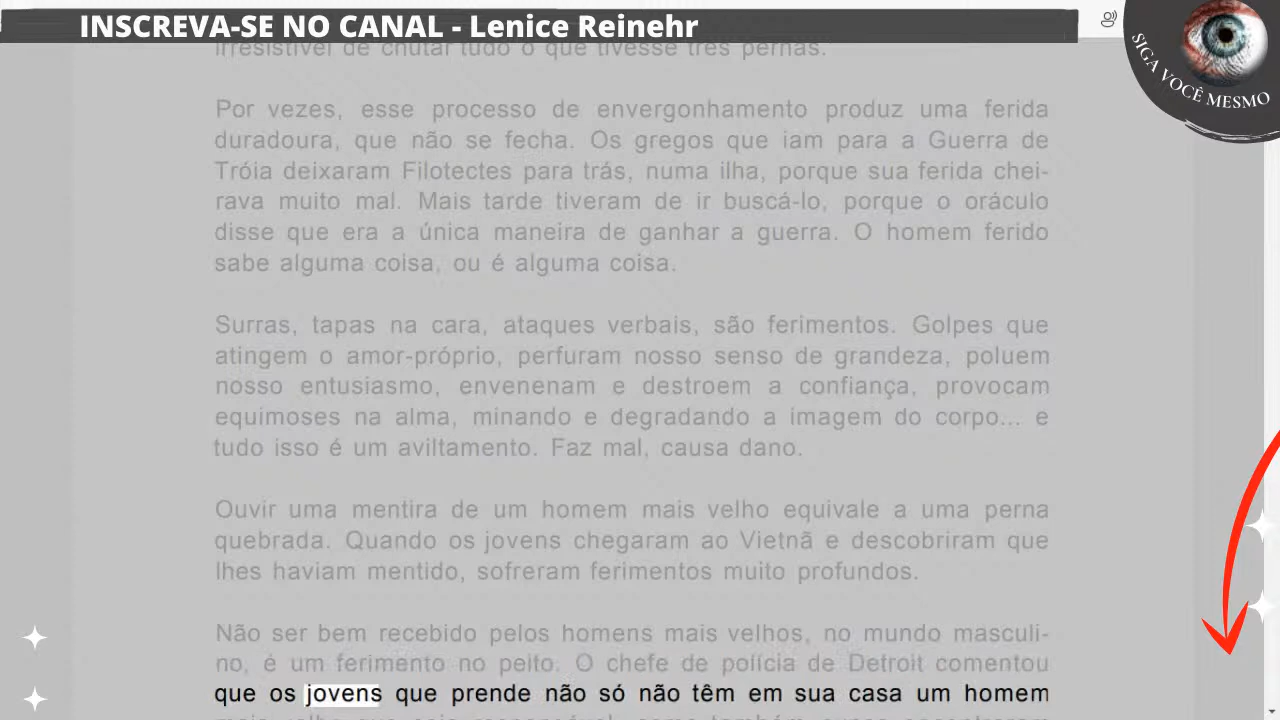 INSCREVA-SE NO CANAL - Lenice Reinehr
SIGA VOCÊ MESMO
irresistível de chutar tudo o que tivesse três pernas.
Por vezes, esse processo de envergonhamento produz uma ferida
duradoura, que não se fecha. Os gregos que iam para a Guerra de
Tróia deixaram Filotectes para trás, numa ilha, porque sua ferida chei-
rava muito mal. Mais tarde tiveram de ir buscá-lo, porque o oráculo
disse que era a única maneira de ganhar a guerra. O homem ferido
sabe alguma coisa, ou é alguma coisa.
Surras, tapas na cara, ataques verbais, são ferimentos. Golpes que
atingem o amor-próprio, perfuram nosso senso de grandeza, poluem
nosso entusiasmo, envenenam e destroem a confiança, provocam
equimoses na alma, minando e degradando a imagem do corpo... e
tudo isso é um aviltamento. Faz mal, causa dano.
Ouvir uma mentira de um homem mais velho equivale a uma perna
quebrada. Quando os jovens chegaram ao Vietnã e descobriram que
lhes haviam mentido, sofreram ferimentos muito profundos.
Não ser bem recebido pelos homens mais velhos, no mundo masculi-
no, é um ferimento no peito. O chefe de polícia de Detroit comentou
que os jovens que prende não só não têm em sua casa um homem